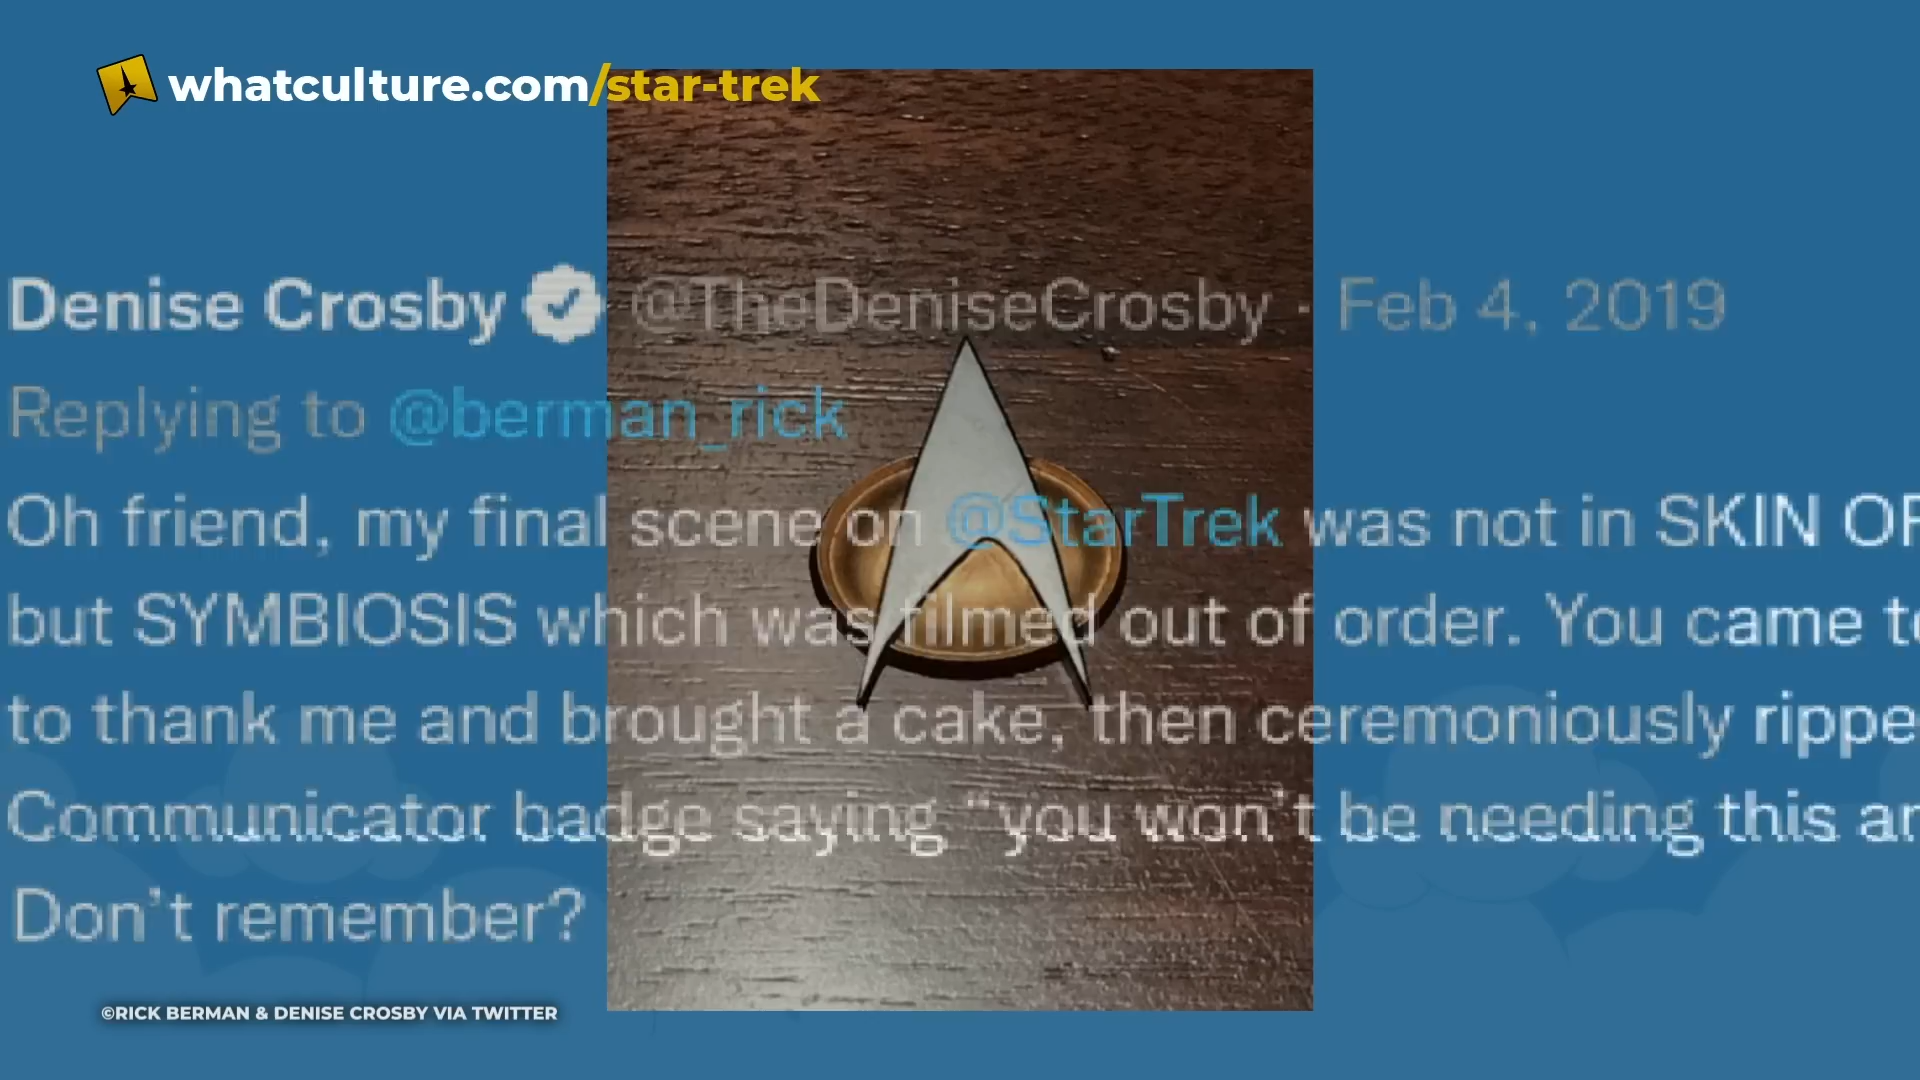 whatculture.com/star-trek
Denise Crosby @TheDeniseCrosby · Feb 4, 2019
Replying to @berman_rick
Oh friend, my final scene on @StarTrek was not in SKIN OF
but SYMBIOSIS which was filmed out of order. You came to
to thank me and brought a cake, then ceremoniously rippe
Communicator badge saying "you won't be needing this an
Don't remember?
©RICK BERMAN & DENISE CROSBY VIA TWITTER